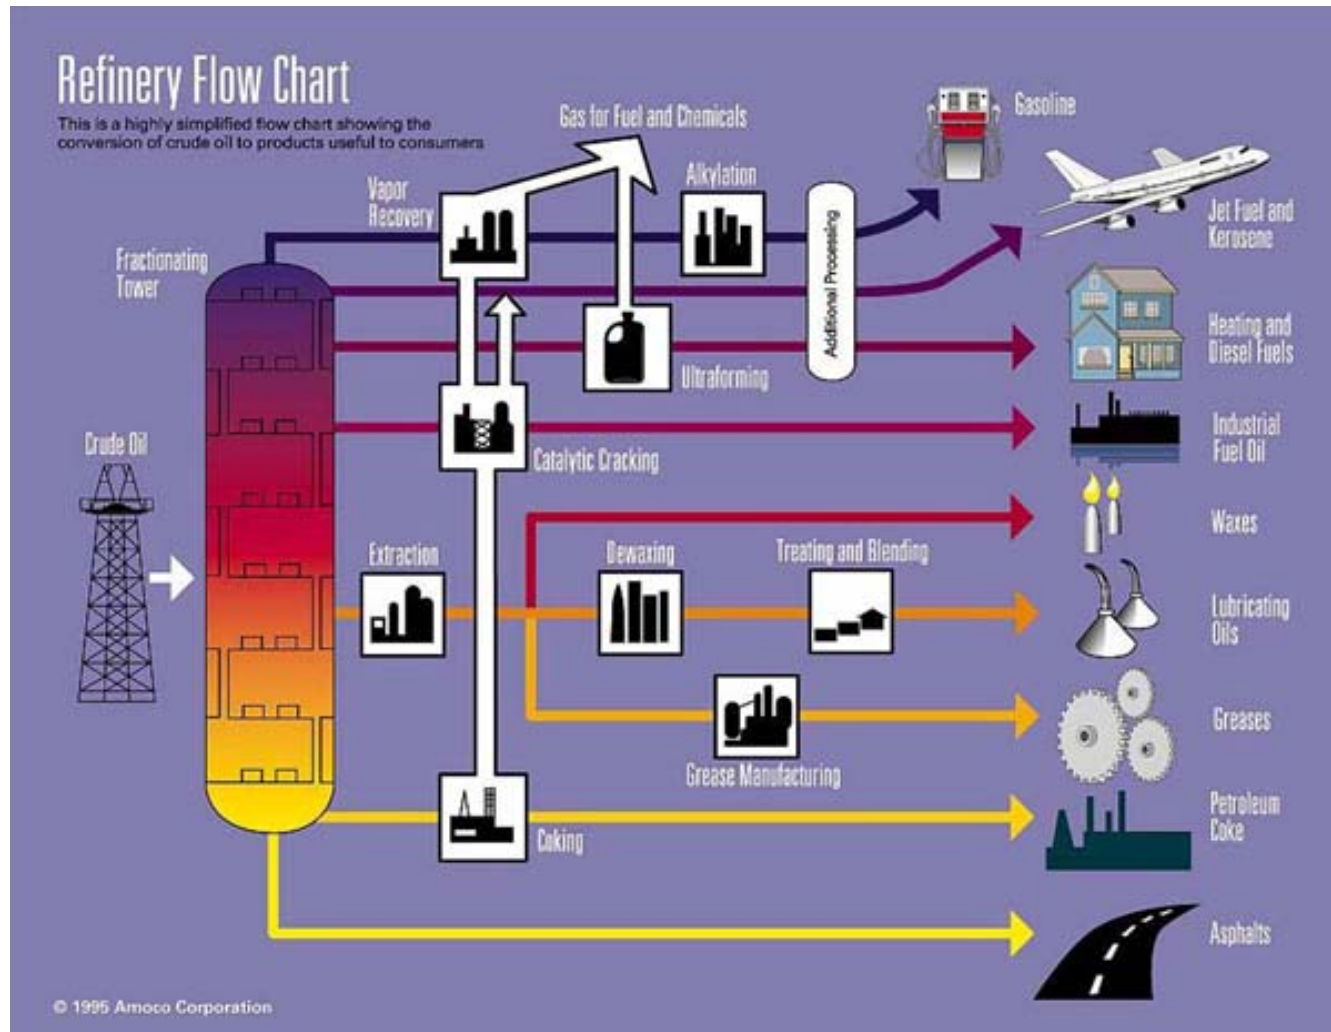 Refinery Flow Chart
This is a highly simplified flow chart showing the
conversion of crude oil to products useful to consumers
Gas for Fuel and Chemicals
Gasoline
Vapor
Recovery
Alkylation
Jet Fuel and
Kerosene
Fractionating
Tower
Additional Processing
Heating and
Diesel Fuels
Ultraforming
Crude Oil
Catalytic Cracking
Industrial
Fuel Oil
Waxes
Extraction
Dewaxing
Treating and Blending
Lubricating
Oils
Greases
Grease Manufacturing
Petroleum
Coke
Coking
Asphalts
© 1995 Amoco Corporation